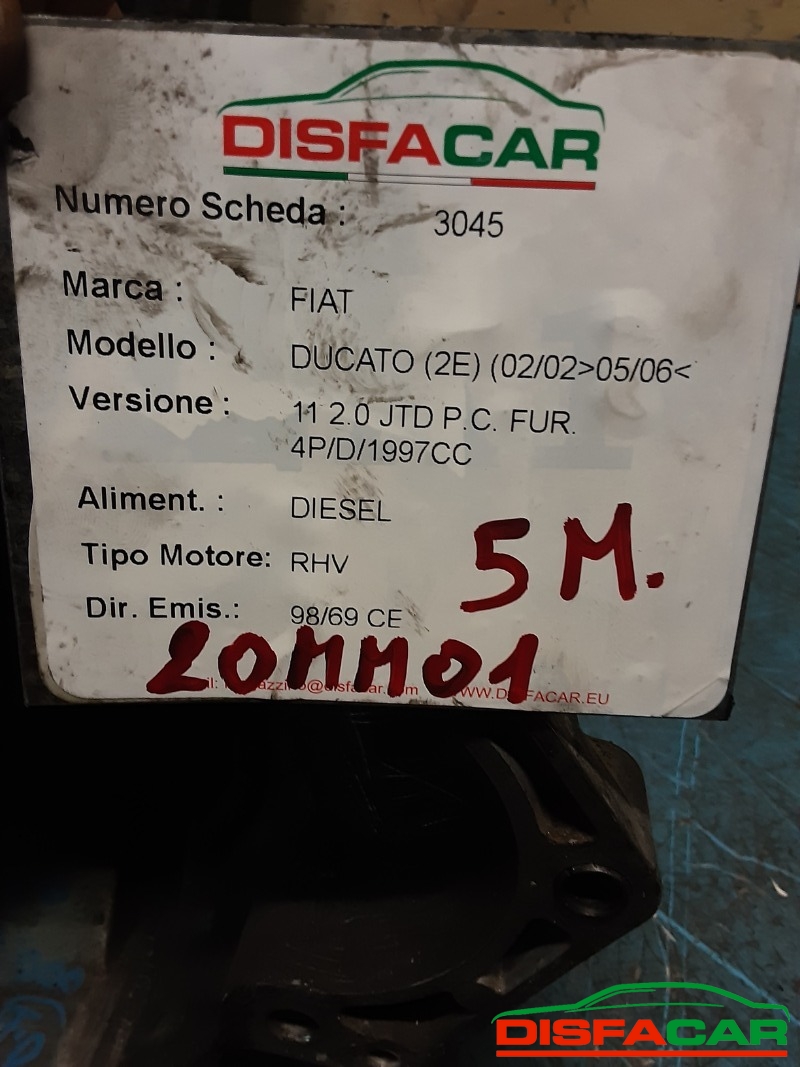 DISFACAR
Numero Scheda : 3045
Marca : FIAT
Modello : DUCATO (2E) (02/02>05/06<
Versione : 11 2.0 JTD P.C. FUR.
4P/D/1997CC
Aliment. : DIESEL
Tipo Motore: RHV
5M.
Dir. Emis.: 98/69 CE
20MM01
@disfacar. WWW.DISFACAR.EU
DISFACAR